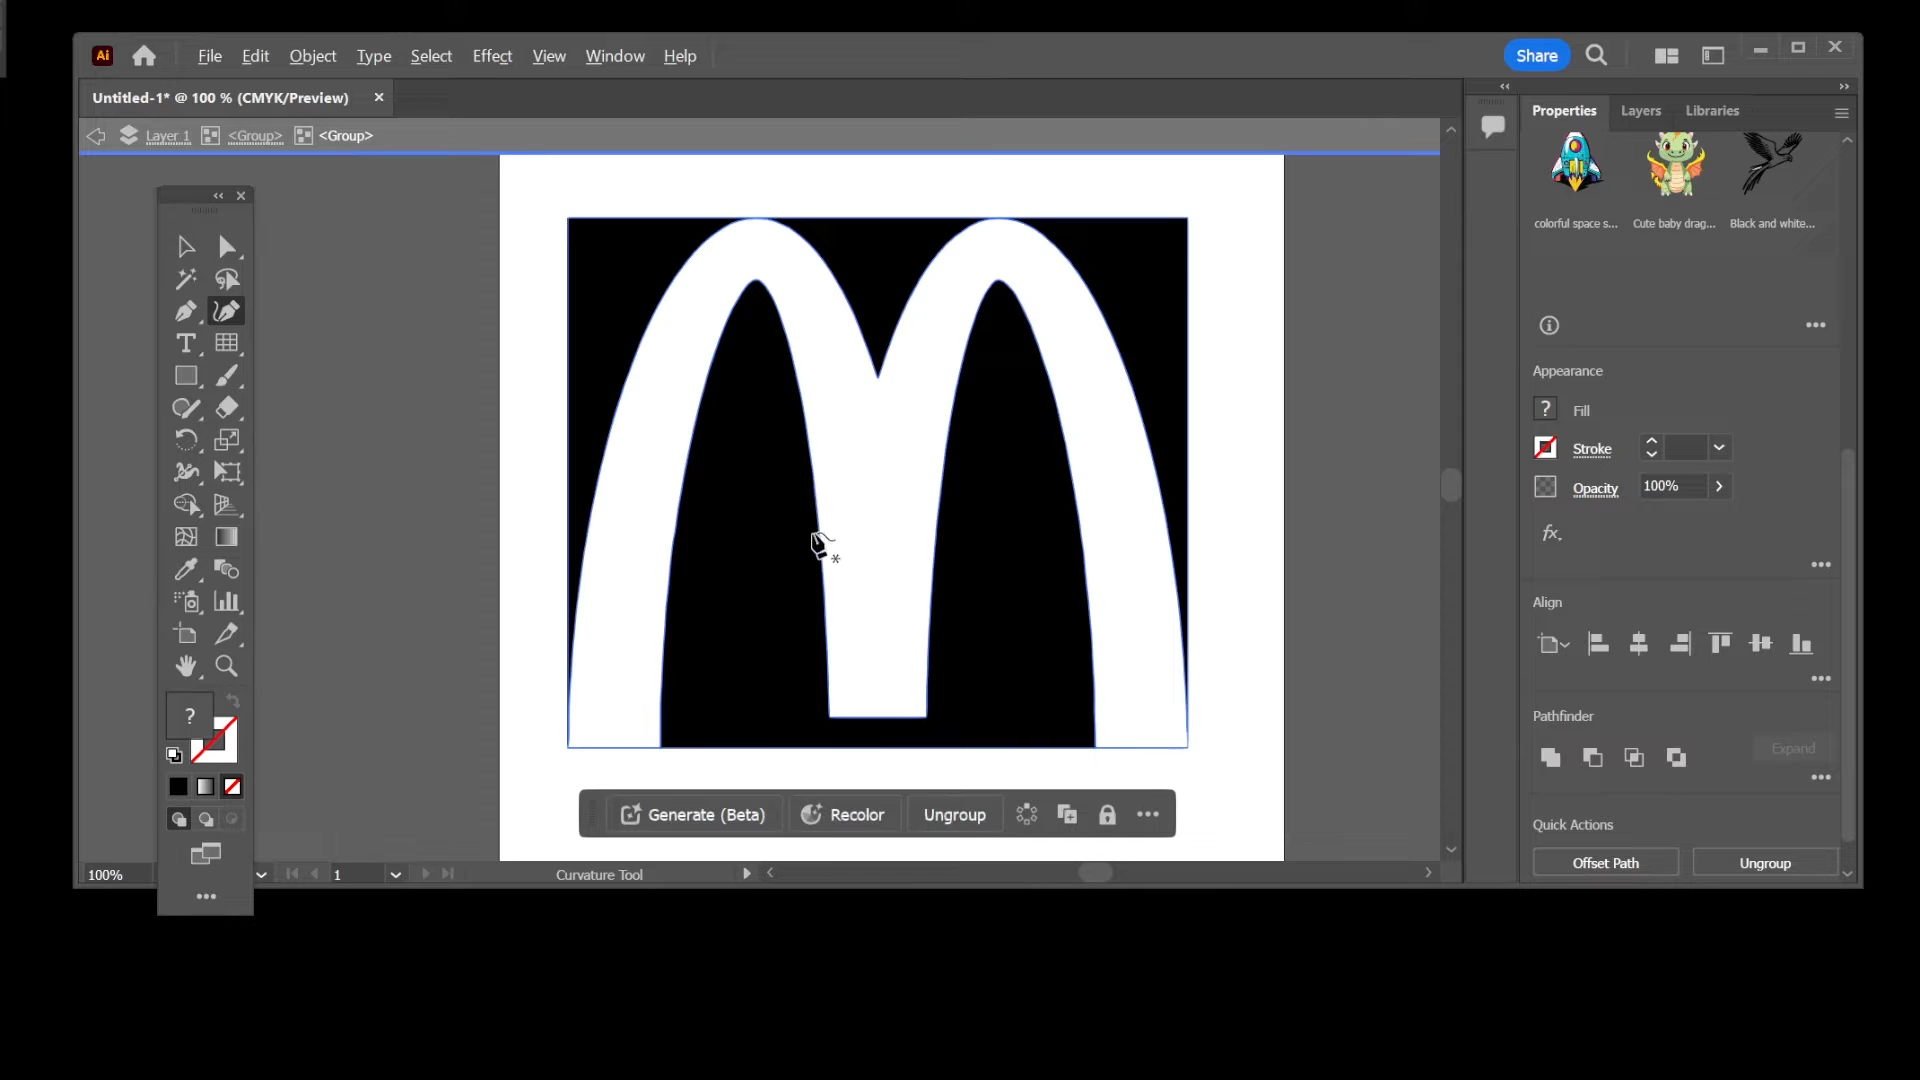 Ai File Edit Object Type Select Effect View Window Help Share
Untitled-1* @ 100 % (CMYK/Preview)
Layer 1 <Group> <Group>
Properties Layers Libraries
colorful space s... Cute baby drag... Black and white...
Appearance
? Fill
Stroke
Opacity 100%
fx
Align
Pathfinder
Expand
Quick Actions
Offset Path Ungroup
T
?
Generate (Beta) Recolor Ungroup
100% 1 Curvature Tool